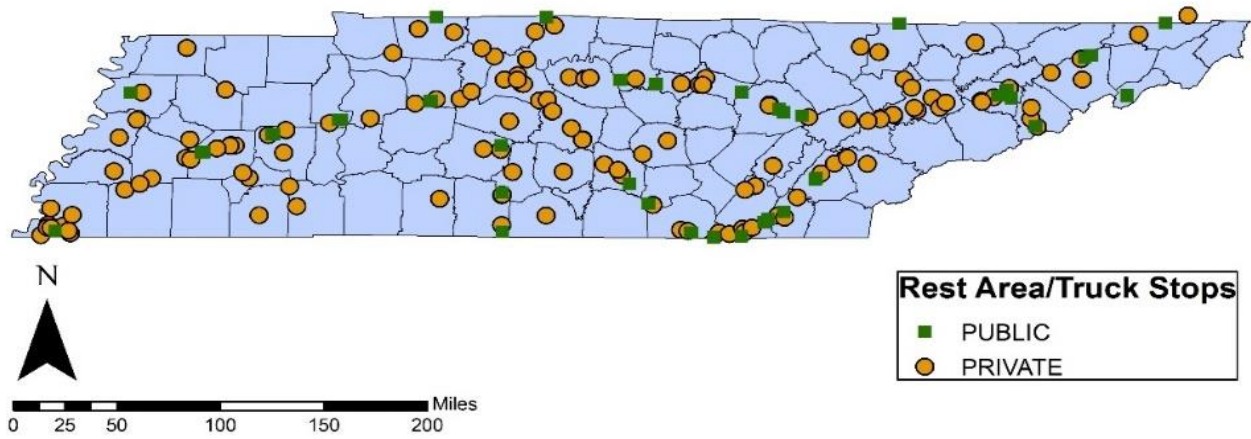 N
Miles
0 25 50 100 150 200
Rest Area/Truck Stops
PUBLIC
PRIVATE